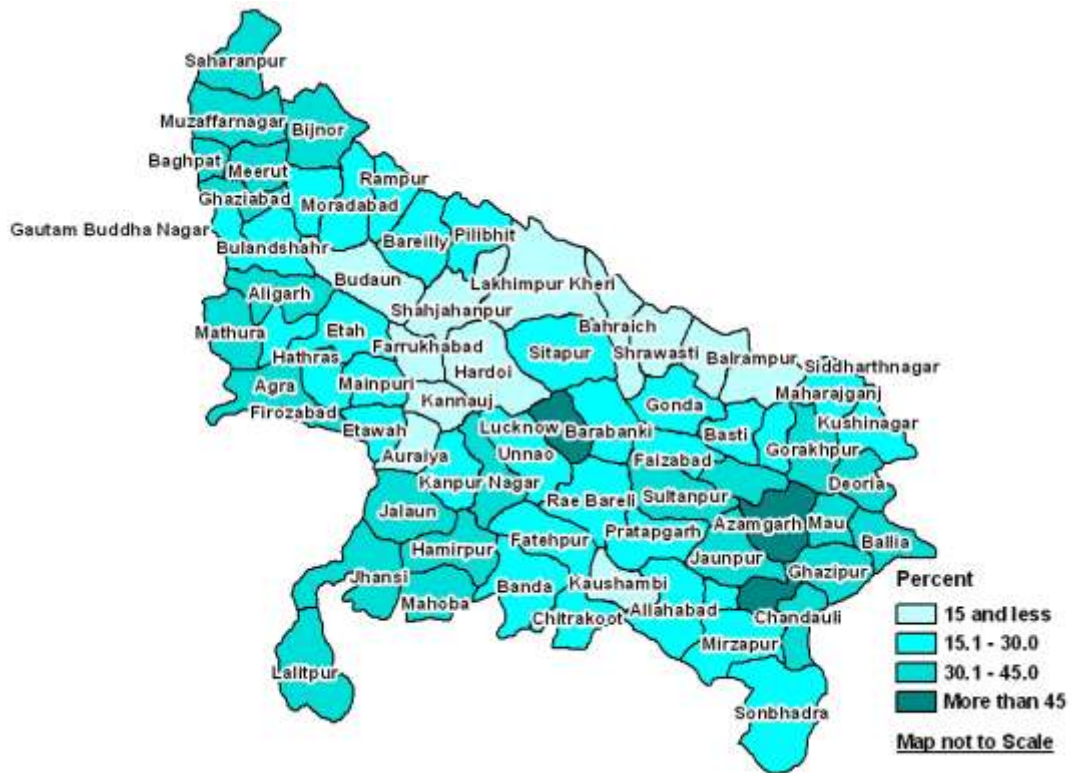 Saharanpur
Muzaffarnagar
Bijnor
Baghpat
Meerut
Rampur
Ghaziabad
Moradabad
Gautam Buddha Nagar
Bulandshahr
Bareilly
Pilibhit
Budaun
Lakhimpur Kheri
Aligarh
Shahjahanpur
Mathura
Etah
Bahraich
Farrukhabad
Hathras
Sitapur
Shrawasti
Balrampur
Siddharthnagar
Hardoi
Agra
Mainpuri
Maharajganj
Kannauj
Gonda
Firozabad
Kushinagar
Etawah
Lucknow
Barabanki
Basti
Gorakhpur
Auraiya
Unnao
Faizabad
Kanpur Nagar
Deoria
Rae Bareli
Sultanpur
Jalaun
Azamgarh
Mau
Fatehpur
Pratapgarh
Ballia
Hamirpur
Jaunpur
Ghazipur
Jhansi
Banda
Kaushambi
Mahoba
Chitrakoot
Allahabad
Chandauli
Mirzapur
Lalitpur
Sonbhadra
Percent
15 and less
15.1 - 30.0
30.1 - 45.0
More than 45
Map not to Scale